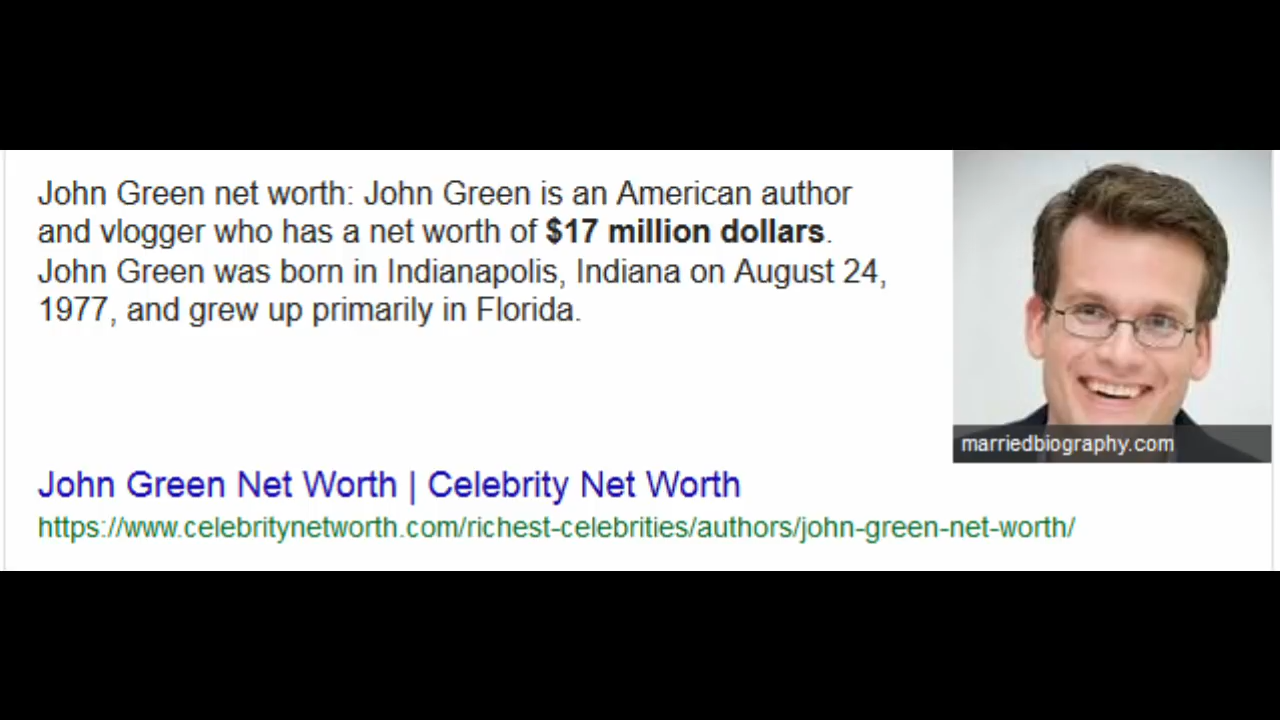 John Green net worth: John Green is an American author
and vlogger who has a net worth of $17 million dollars.
John Green was born in Indianapolis, Indiana on August 24,
1977, and grew up primarily in Florida.
marriedbiography.com
John Green Net Worth | Celebrity Net Worth
https://www.celebritynetworth.com/richest-celebrities/authors/john-green-net-worth/